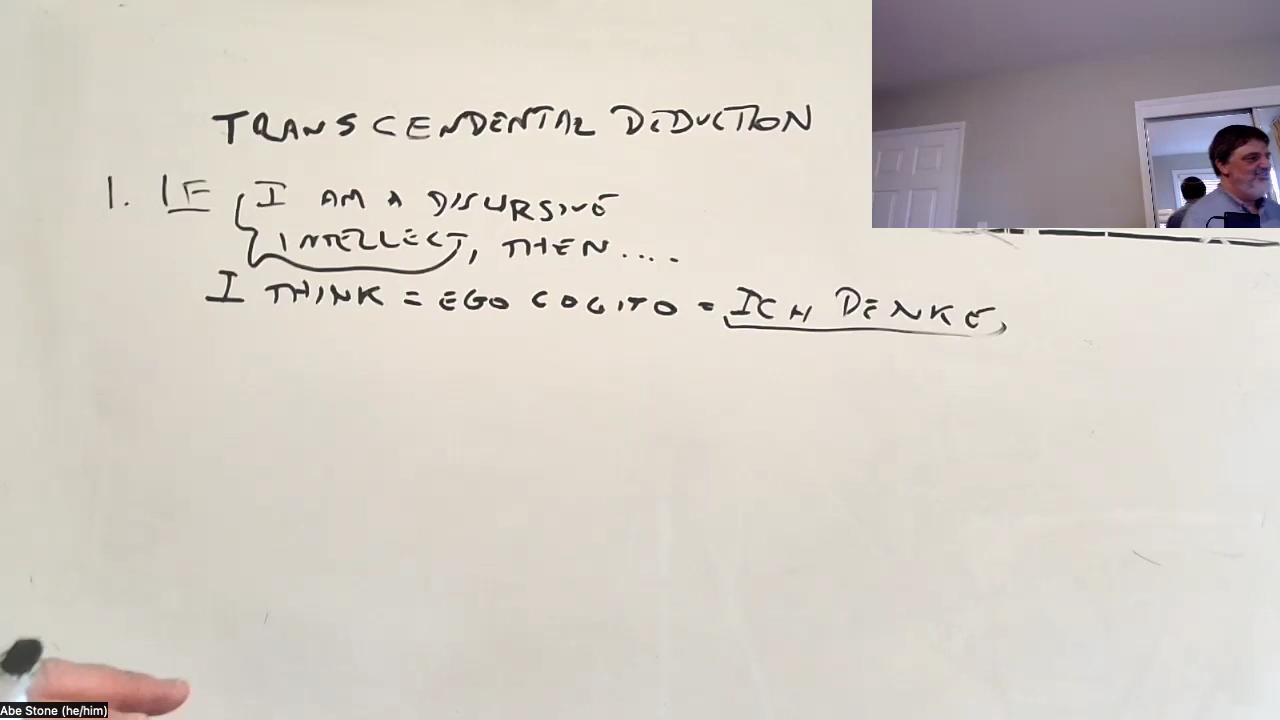 TRANSCENDENTAL DEDUCTION
1. IF I AM A DISCURSIVE
INTELLECT, THEN....
I THINK = EGO COGITO = ICH DENKE
Abe Stone (he/him)